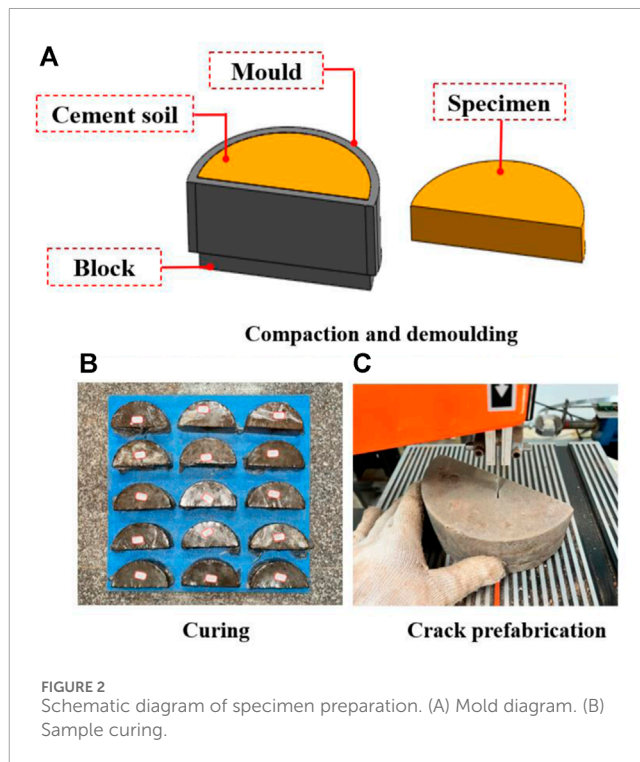 A
Mould
Cement soil
Specimen
Block
Compaction and demoulding
B
C
Curing
Crack prefabrication
FIGURE 2
Schematic diagram of specimen preparation. (A) Mold diagram. (B)
Sample curing.